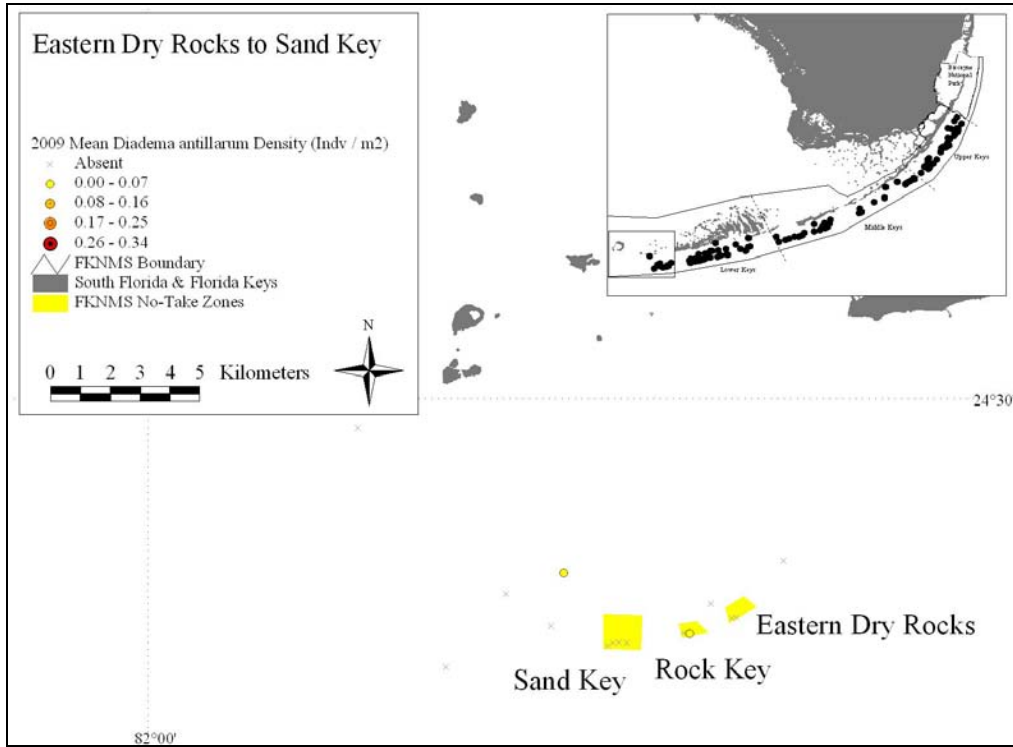 Eastern Dry Rocks to Sand Key
2009 Mean Diadema antillarum Density (Indv / m2)
Absent
0.00 - 0.07
0.08 - 0.16
0.17 - 0.25
0.26 - 0.34
FKNMS Boundary
South Florida & Florida Keys
FKNMS No-Take Zones
N
0 1 2 3 4 5 Kilometers
Biscayne
National
Park
Upper Keys
Middle Keys
Lower Keys
24°30
Eastern Dry Rocks
Rock Key
Sand Key
82°00'